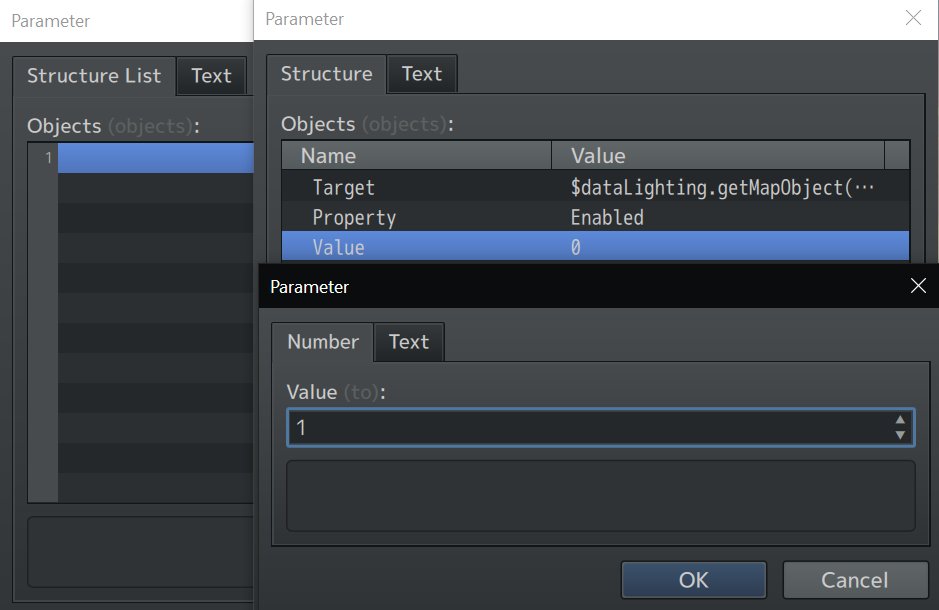 Parameter
Structure List Text
Objects (objects):
1
Parameter
Structure Text
Objects (objects):
Name Value
Target $dataLighting.getMapObject(…
Property Enabled
Value 0
Parameter
Number Text
Value (to):
1
OK Cancel